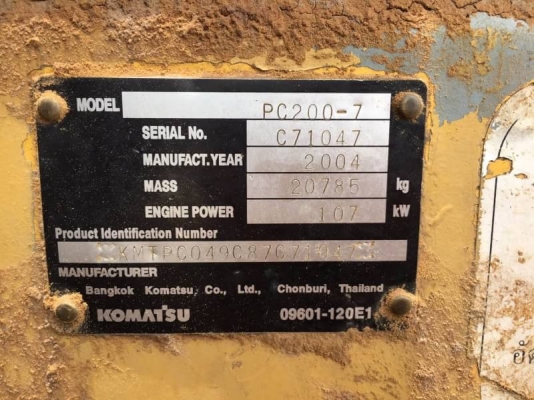 MODEL PC200-7
SERIAL No. C71047
MANUFACT.YEAR 2004
MASS 20785 kg
ENGINE POWER 107 kW
Product Identification Number
MANUFACTURER
Bangkok Komatsu, Co., Ltd., Chonburi, Thailand
KOMATSU 09601-120E1